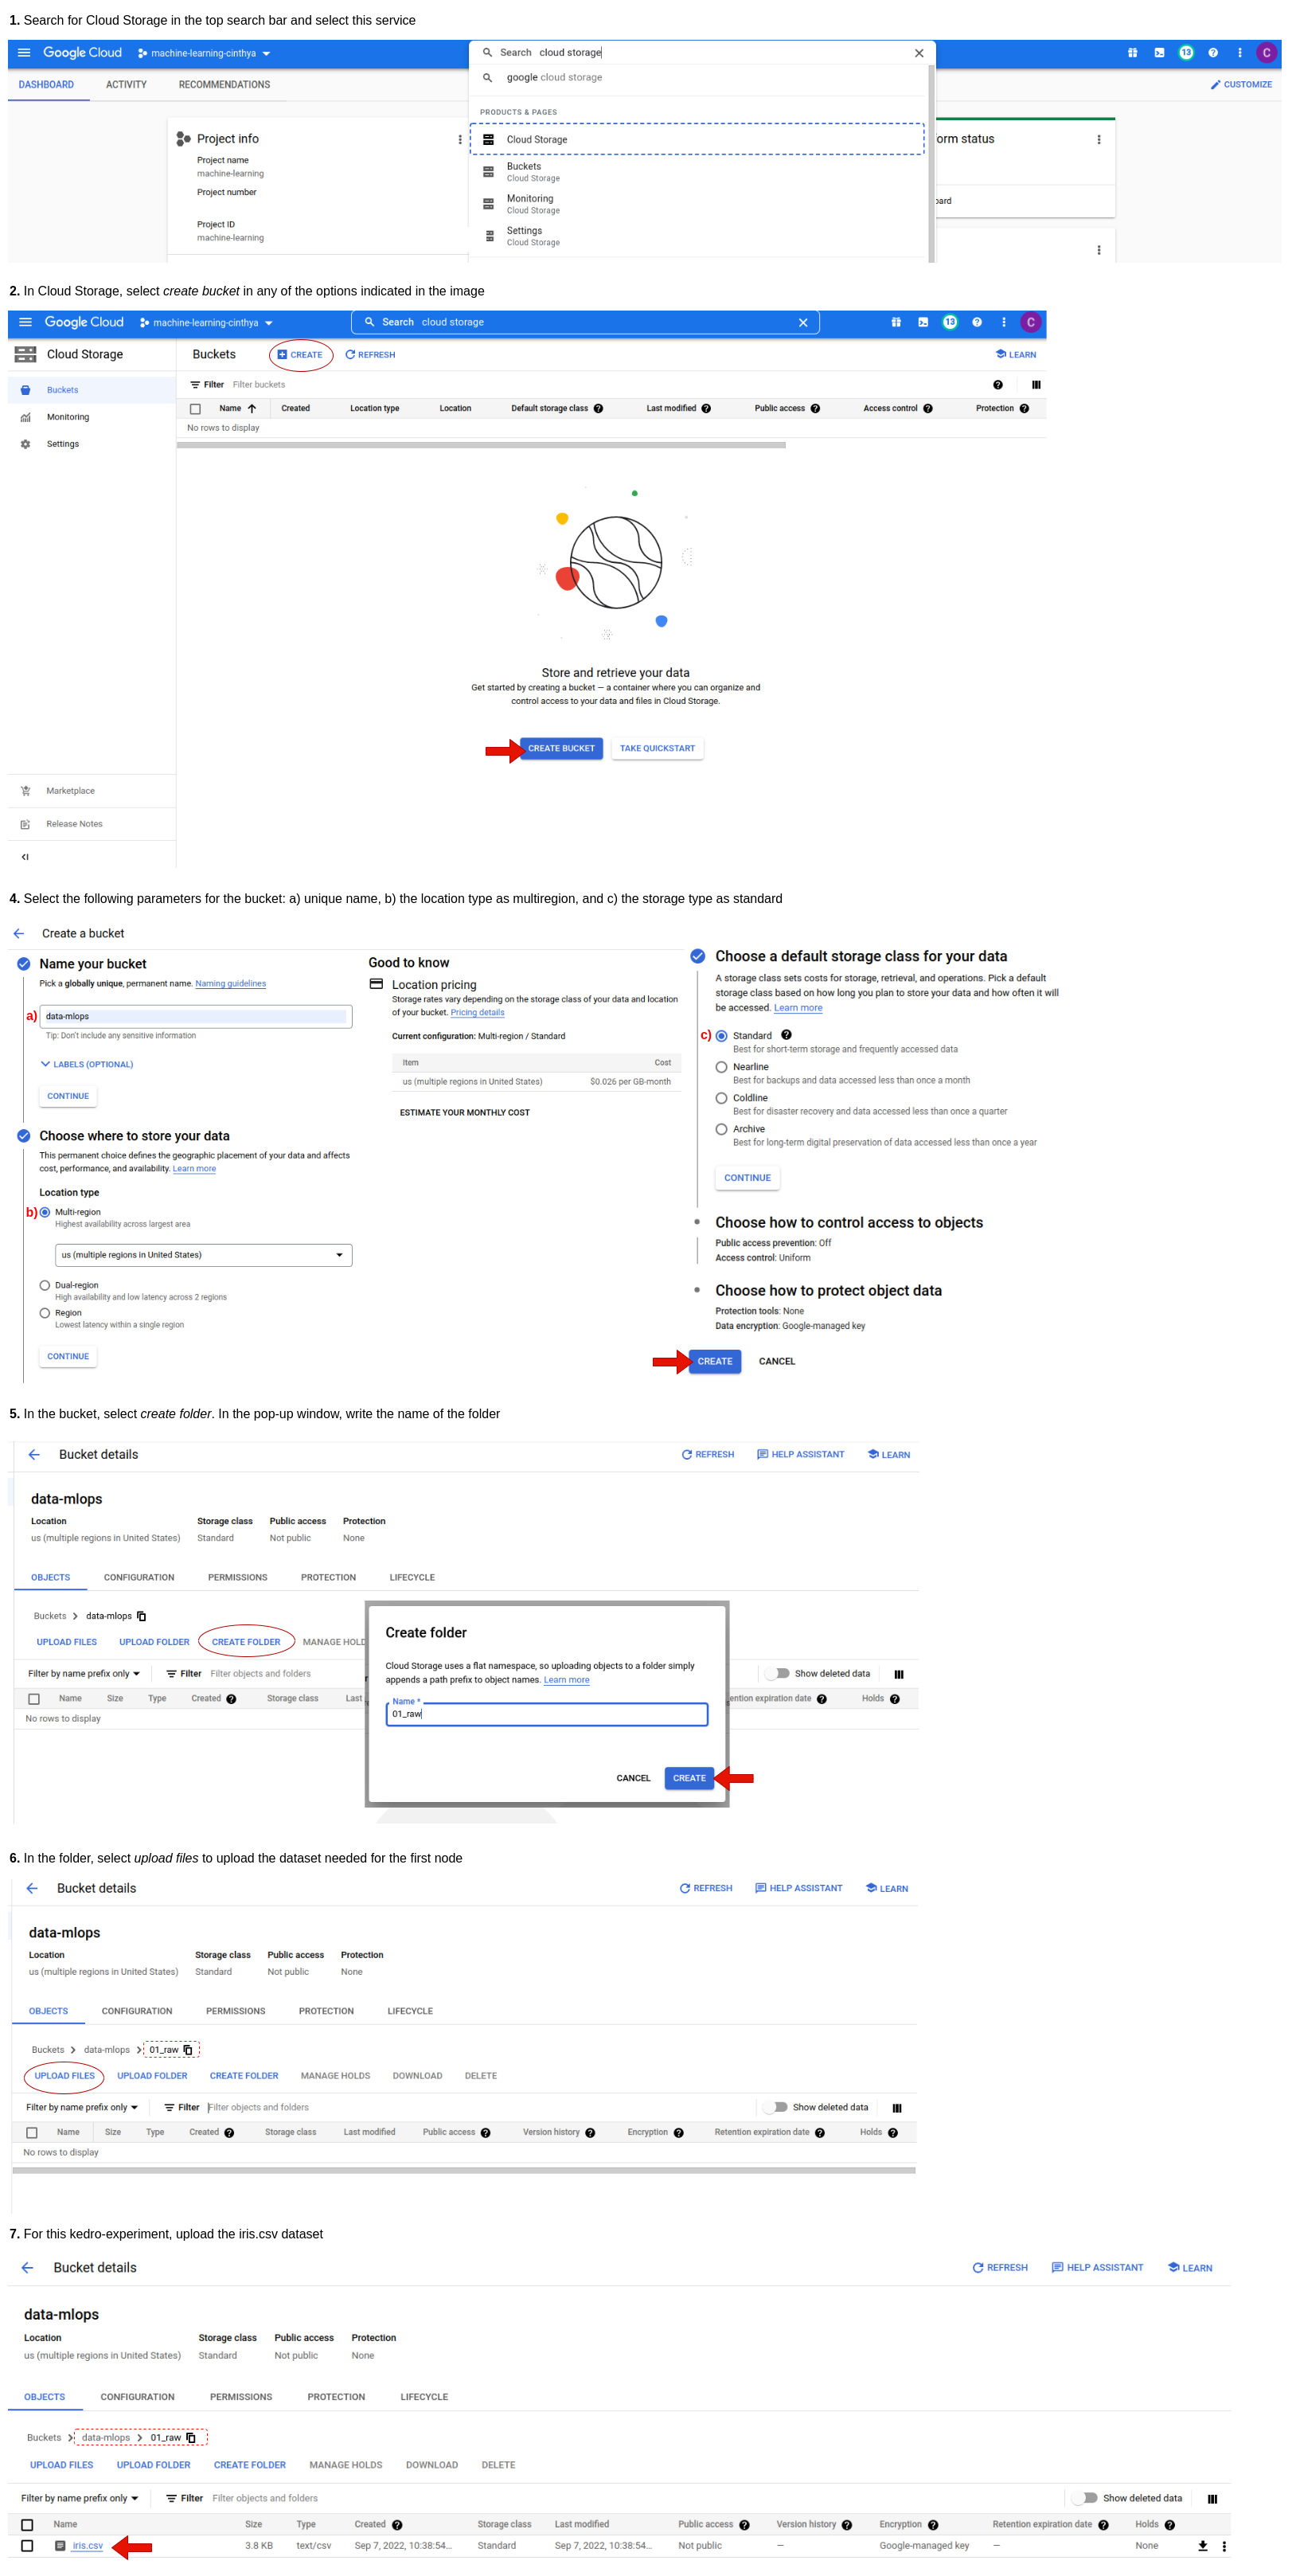 1. Search for Cloud Storage in the top search bar and select this service
Google Cloud machine-learning-cinthya Search cloud storage 13 C
google cloud storage
DASHBOARD ACTIVITY RECOMMENDATIONS CUSTOMIZE
PRODUCTS & PAGES
Project info Cloud Storage orm status
Project name
machine-learning
Buckets
Cloud Storage
Project number
Monitoring
Cloud Storage
oard
Project ID
machine-learning
Settings
Cloud Storage
2. In Cloud Storage, select create bucket in any of the options indicated in the image
Google Cloud machine-learning-cinthya Search cloud storage 13 C
Cloud Storage Buckets CREATE REFRESH LEARN
Buckets
Monitoring
Settings
Filter Filter buckets
Name Created Location type Location Default storage class Last modified Public access Access control Protection
No rows to display
Store and retrieve your data
Get started by creating a bucket — a container where you can organize and
control access to your data and files in Cloud Storage.
CREATE BUCKET TAKE QUICKSTART
Marketplace
Release Notes
4. Select the following parameters for the bucket: a) unique name, b) the location type as multiregion, and c) the storage type as standard
Create a bucket
Name your bucket
Pick a globally unique, permanent name. Naming guidelines
a) data-mlops
Tip: Don't include any sensitive information
LABELS (OPTIONAL)
CONTINUE
Choose where to store your data
This permanent choice defines the geographic placement of your data and affects
cost, performance, and availability. Learn more
Location type
b) Multi-region
Highest availability across largest area
us (multiple regions in United States)
Dual-region
High availability and low latency across 2 regions
Region
Lowest latency within a single region
CONTINUE
Good to know
Location pricing
Storage rates vary depending on the storage class of your data and location
of your bucket. Pricing details
Current configuration: Multi-region / Standard
Item Cost
us (multiple regions in United States) $0.026 per GB-month
ESTIMATE YOUR MONTHLY COST
Choose a default storage class for your data
A storage class sets costs for storage, retrieval, and operations. Pick a default
storage class based on how long you plan to store your data and how often it will
be accessed. Learn more
c) Standard
Best for short-term storage and frequently accessed data
Nearline
Best for backups and data accessed less than once a month
Coldline
Best for disaster recovery and data accessed less than once a quarter
Archive
Best for long-term digital preservation of data accessed less than once a year
CONTINUE
Choose how to control access to objects
Public access prevention: Off
Access control: Uniform
Choose how to protect object data
Protection tools: None
Data encryption: Google-managed key
CREATE CANCEL
5. In the bucket, select create folder. In the pop-up window, write the name of the folder
Bucket details REFRESH HELP ASSISTANT LEARN
data-mlops
Location Storage class Public access Protection
us (multiple regions in United States) Standard Not public None
OBJECTS CONFIGURATION PERMISSIONS PROTECTION LIFECYCLE
Buckets data-mlops
UPLOAD FILES UPLOAD FOLDER CREATE FOLDER MANAGE HOLD
Filter by name prefix only Filter Filter objects and folders Show deleted data
Name Size Type Created Storage class Last ention expiration date Holds
No rows to display
Create folder
Cloud Storage uses a flat namespace, so uploading objects to a folder simply
appends a path prefix to object names. Learn more
Name *
01_raw
CANCEL CREATE
6. In the folder, select upload files to upload the dataset needed for the first node
Bucket details REFRESH HELP ASSISTANT LEARN
data-mlops
Location Storage class Public access Protection
us (multiple regions in United States) Standard Not public None
OBJECTS CONFIGURATION PERMISSIONS PROTECTION LIFECYCLE
Buckets data-mlops 01_raw
UPLOAD FILES UPLOAD FOLDER CREATE FOLDER MANAGE HOLDS DOWNLOAD DELETE
Filter by name prefix only Filter Filter objects and folders Show deleted data
Name Size Type Created Storage class Last modified Public access Version history Encryption Retention expiration date Holds
No rows to display
7. For this kedro-experiment, upload the iris.csv dataset
Bucket details REFRESH HELP ASSISTANT LEARN
data-mlops
Location Storage class Public access Protection
us (multiple regions in United States) Standard Not public None
OBJECTS CONFIGURATION PERMISSIONS PROTECTION LIFECYCLE
Buckets data-mlops 01_raw
UPLOAD FILES UPLOAD FOLDER CREATE FOLDER MANAGE HOLDS DOWNLOAD DELETE
Filter by name prefix only Filter Filter objects and folders Show deleted data
Name Size Type Created Storage class Last modified Public access Version history Encryption Retention expiration date Holds
iris.csv 3.8 KB text/csv Sep 7, 2022, 10:38:54... Standard Sep 7, 2022, 10:38:54... Not public — Google-managed key — None